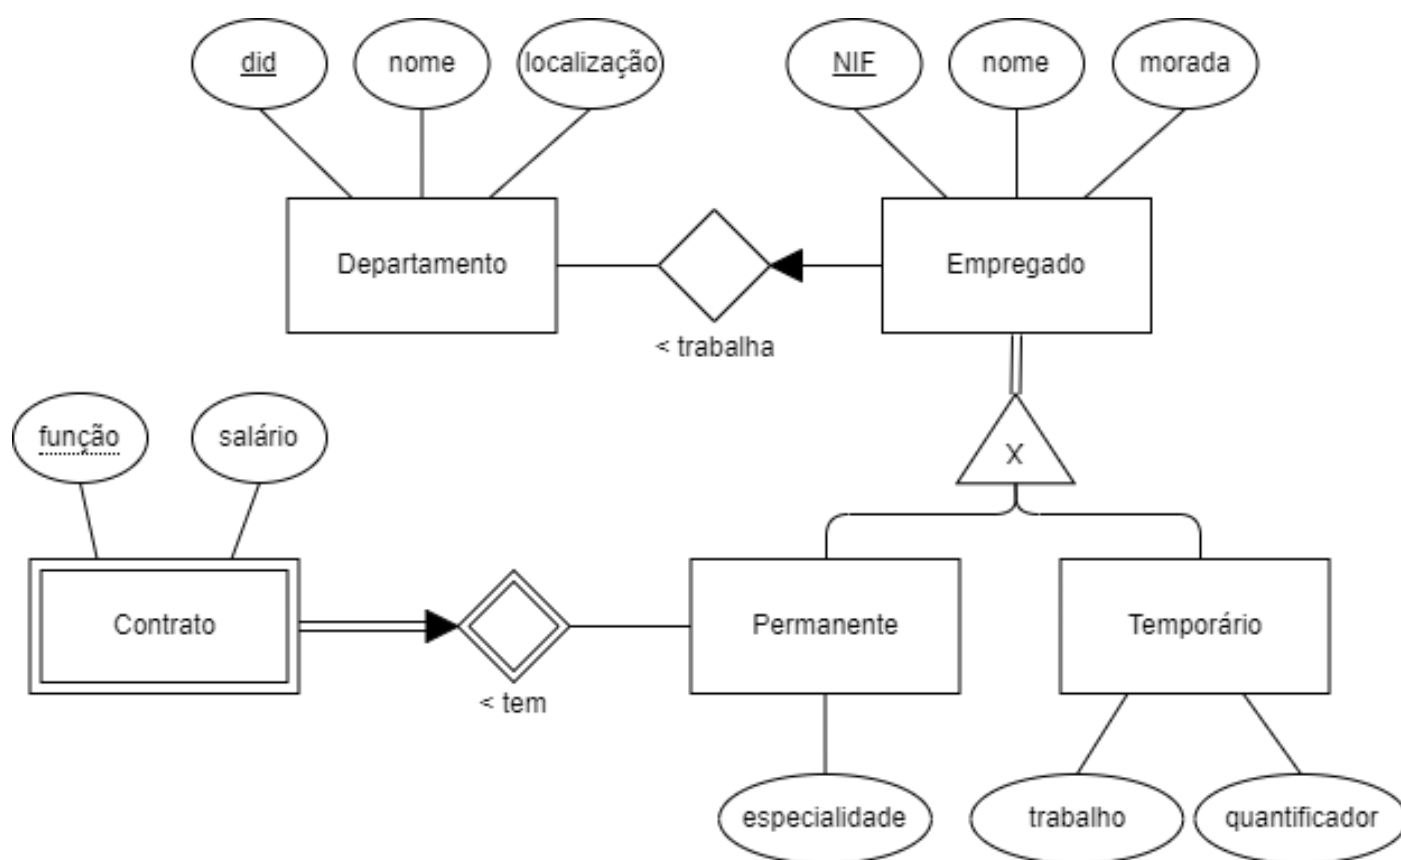 did
nome
localização
NIF
nome
morada
Departamento
Empregado
< trabalha
função
salário
X
Contrato
Permanente
Temporário
< tem
especialidade
trabalho
quantificador